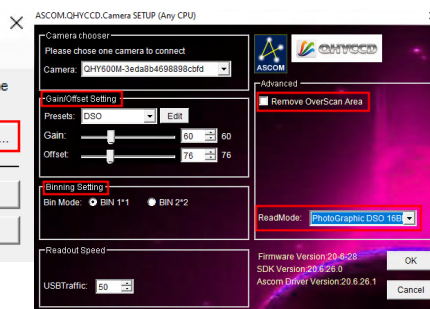 ASCOM.QHYCCD.Camera SETUP (Any CPU)
Camera chooser
Please chose one camera to connect
Camera: QHY600M-3eda8b4698898cbfd
ASCOM
QHYCCD
Gain/Offset Setting
Presets: DSO Edit
Gain: 60 60
Offset: 76 76
Binning Setting
Bin Mode: BIN 1*1 BIN 2*2
Readout Speed
USBTraffic: 50
Advanced
Remove OverScan Area
ReadMode: PhotoGraphic DSO 16B
Firmware Version:20-6-28
SDK Version:20.6.26.0
Ascom Driver Version:20.6.26.1
OK
Cancel